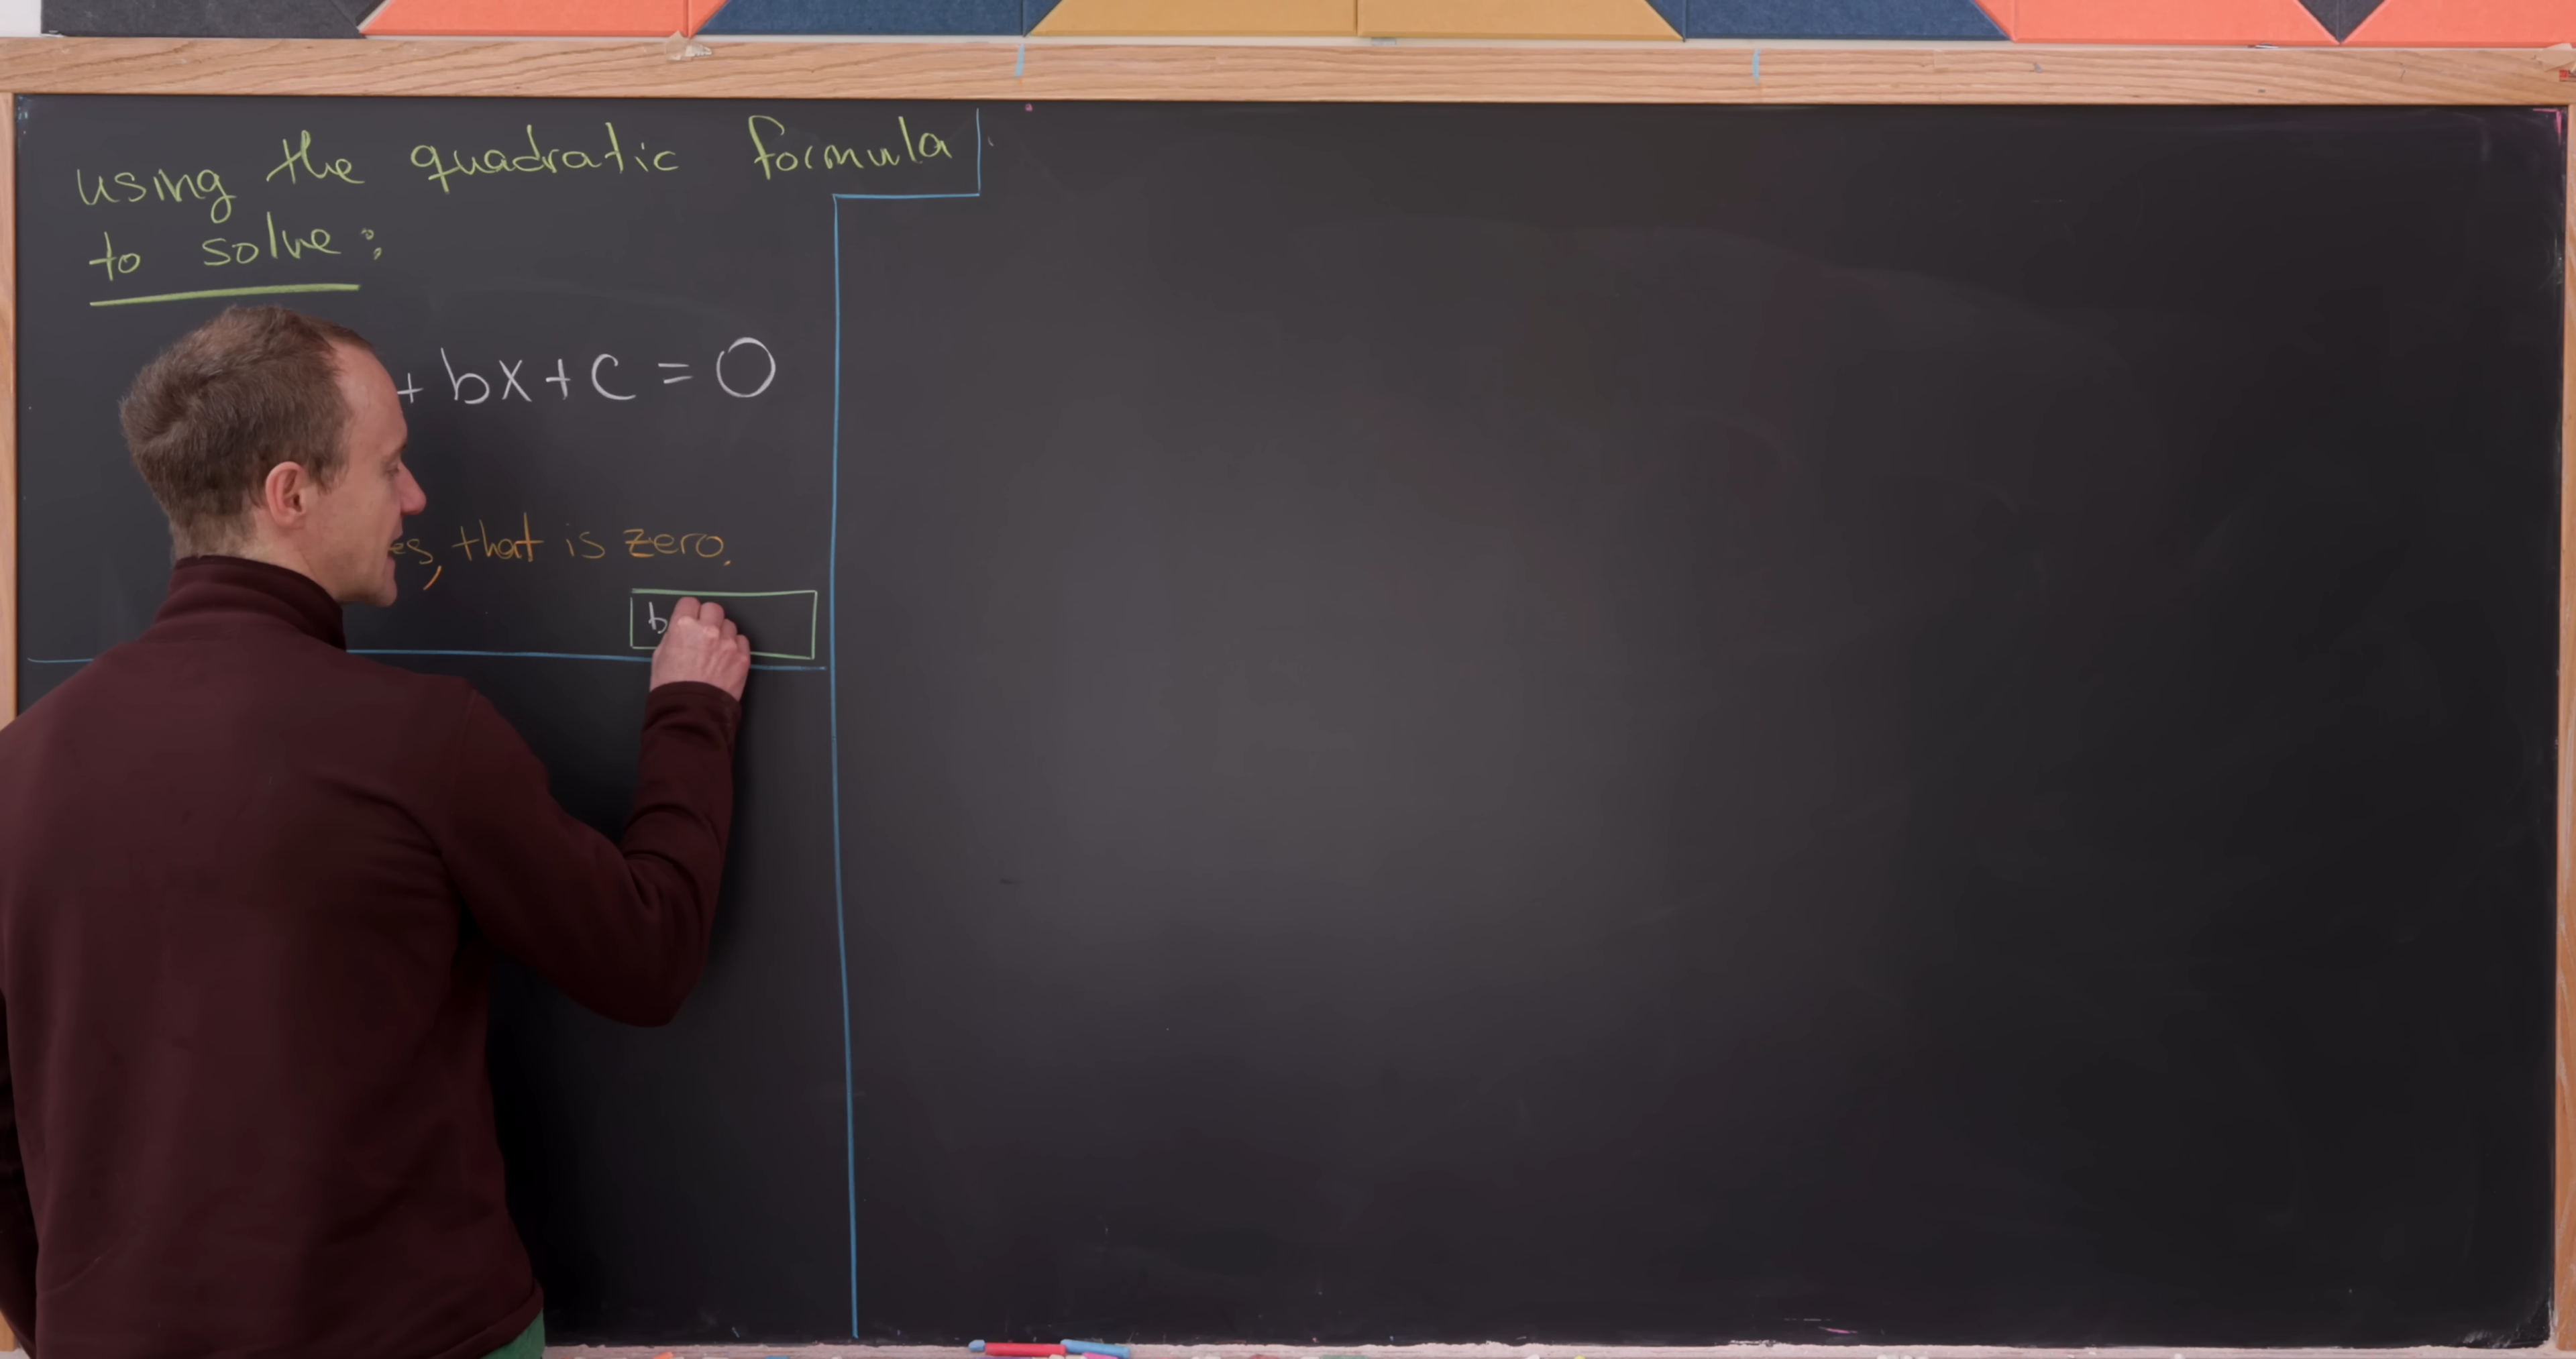 using the quadratic formula
to solve:
+ bx + c = 0
es, that is zero.
b